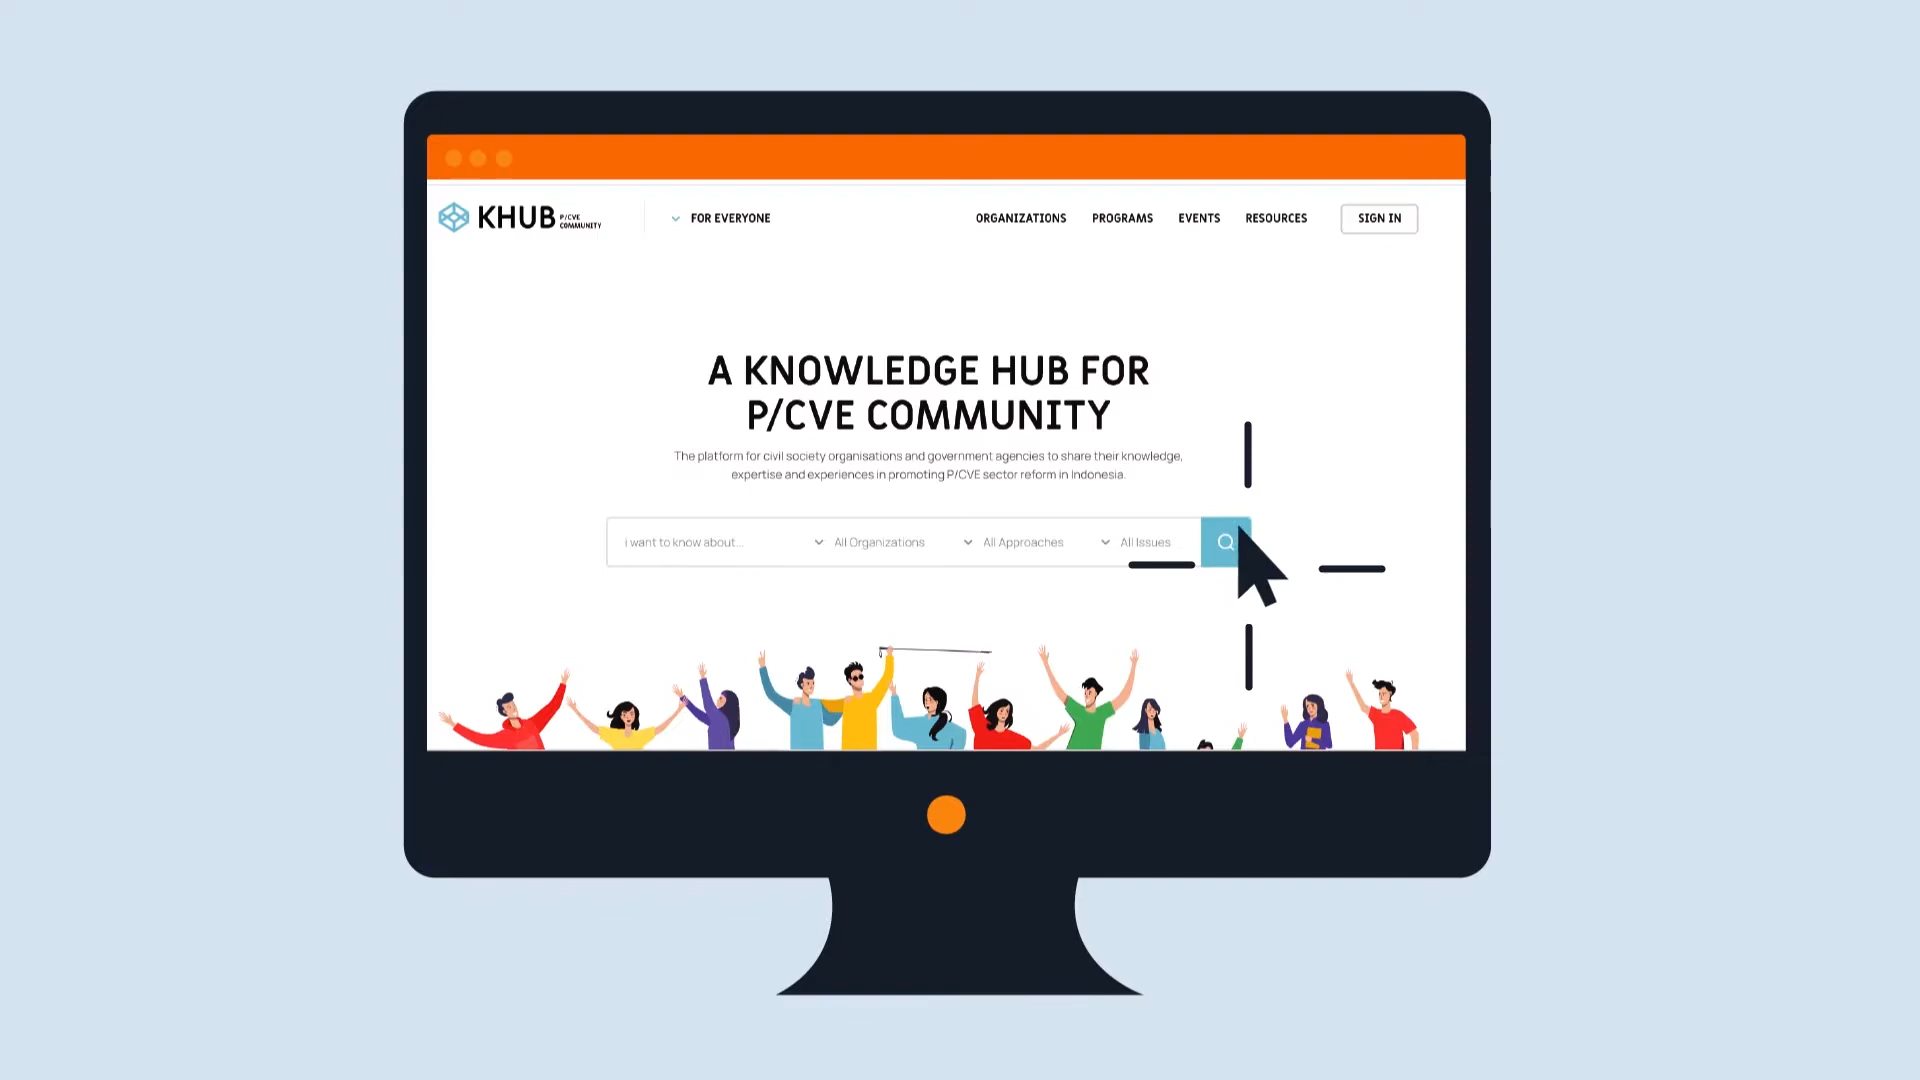 KHUB P/CVE COMMUNITY
FOR EVERYONE
ORGANIZATIONS PROGRAMS EVENTS RESOURCES SIGN IN
A KNOWLEDGE HUB FOR
P/CVE COMMUNITY
The platform for civil society organisations and government agencies to share their knowledge,
expertise and experiences in promoting P/CVE sector reform in Indonesia.
i want to know about... All Organizations All Approaches All Issues